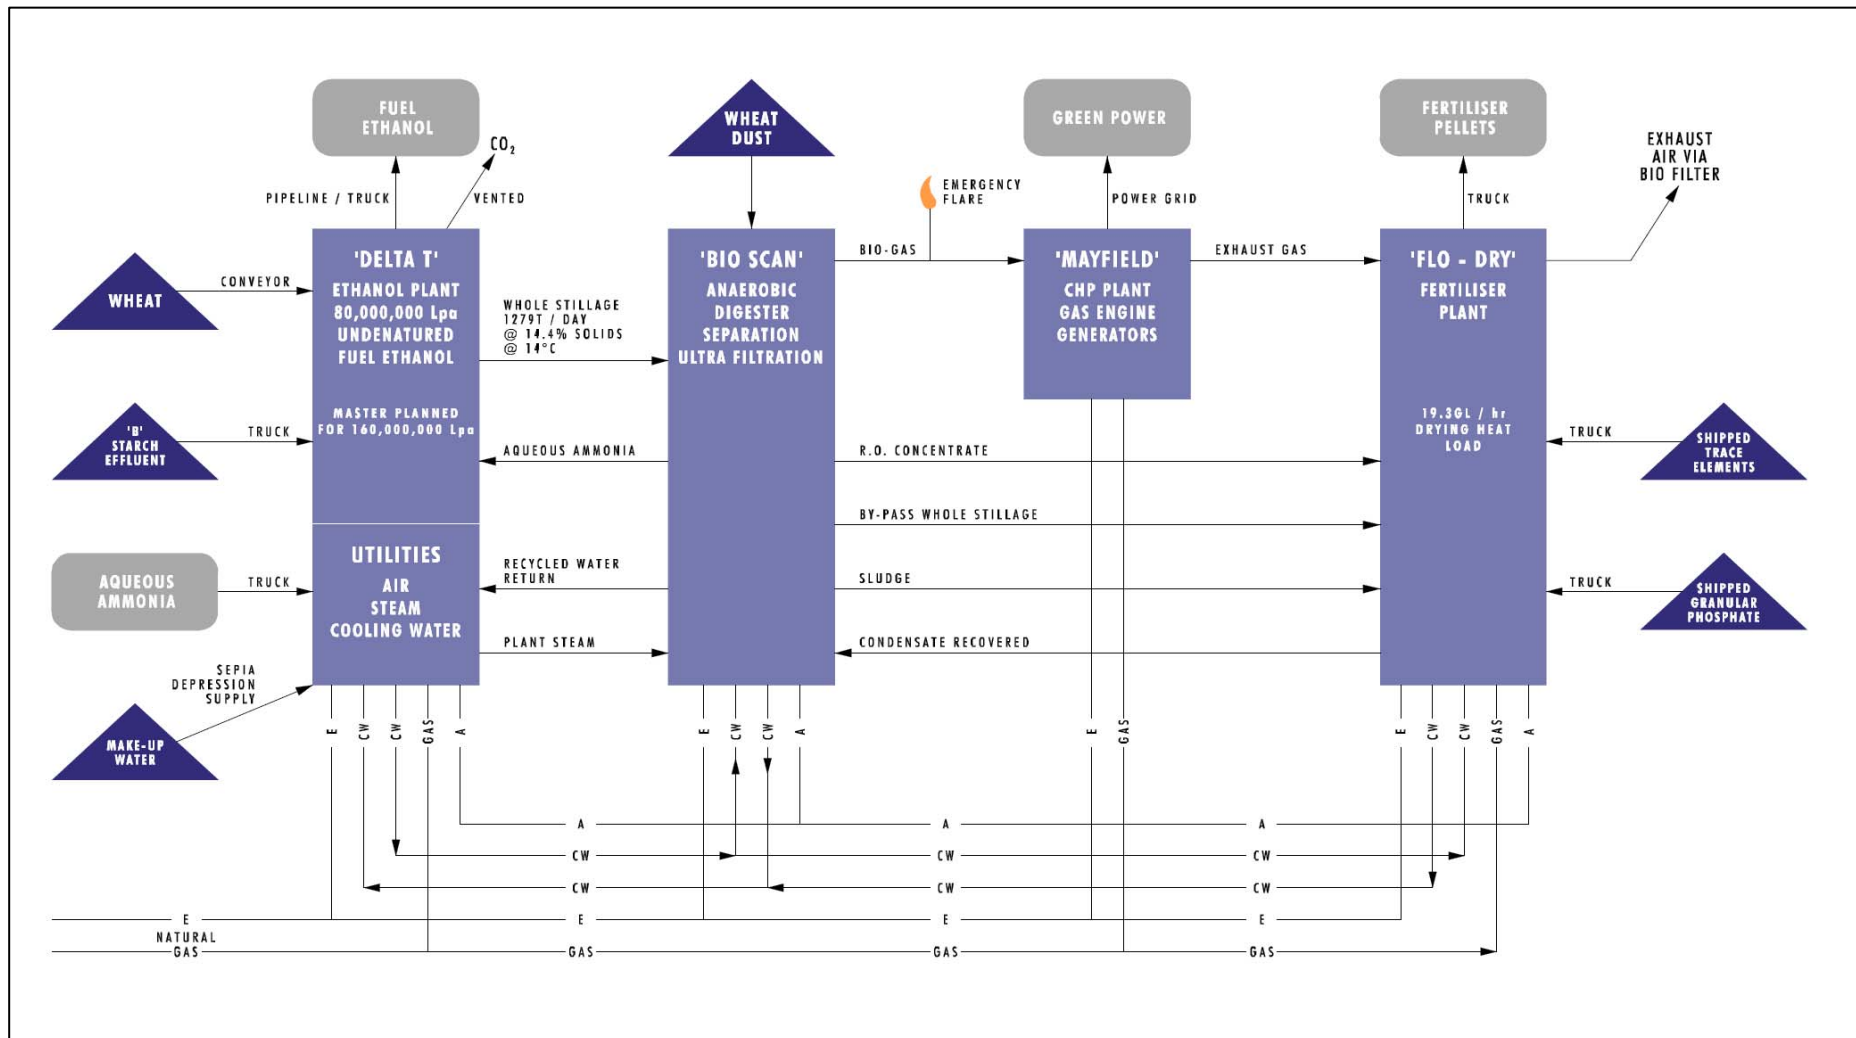 FUEL
ETHANOL
WHEAT
DUST
GREEN POWER
FERTILISER
PELLETS
CO₂
EXHAUST
AIR VIA
BIO FILTER
PIPELINE / TRUCK
VENTED
EMERGENCY
FLARE
POWER GRID
TRUCK
WHEAT
CONVEYOR
'DELTA T'
ETHANOL PLANT
80,000,000 Lpa
UNDENATURED
FUEL ETHANOL
MASTER PLANNED
FOR 160,000,000 Lpa
WHOLE STILLAGE
1279T / DAY
@ 14.4% SOLIDS
@ 14°C
'BIO SCAN'
ANAEROBIC
DIGESTER
SEPARATION
ULTRA FILTRATION
BIO-GAS
'MAYFIELD'
CHP PLANT
GAS ENGINE
GENERATORS
EXHAUST GAS
'FLO - DRY'
FERTILISER
PLANT
19.3GL / hr
DRYING HEAT
LOAD
'B'
STARCH
EFFLUENT
TRUCK
AQUEOUS AMMONIA
R.O. CONCENTRATE
TRUCK
SHIPPED
TRACE
ELEMENTS
BY-PASS WHOLE STILLAGE
AQUEOUS
AMMONIA
TRUCK
UTILITIES
AIR
STEAM
COOLING WATER
RECYCLED WATER
RETURN
SLUDGE
TRUCK
SHIPPED
GRANULAR
PHOSPHATE
PLANT STEAM
CONDENSATE RECOVERED
SEPIA
DEPRESSION
SUPPLY
MAKE-UP
WATER
E
CW
CW
GAS
A
E
CW
CW
A
E
GAS
E
CW
CW
GAS
A
A
A
A
CW
CW
CW
CW
CW
CW
E
E
E
E
NATURAL
GAS
GAS
GAS
GAS